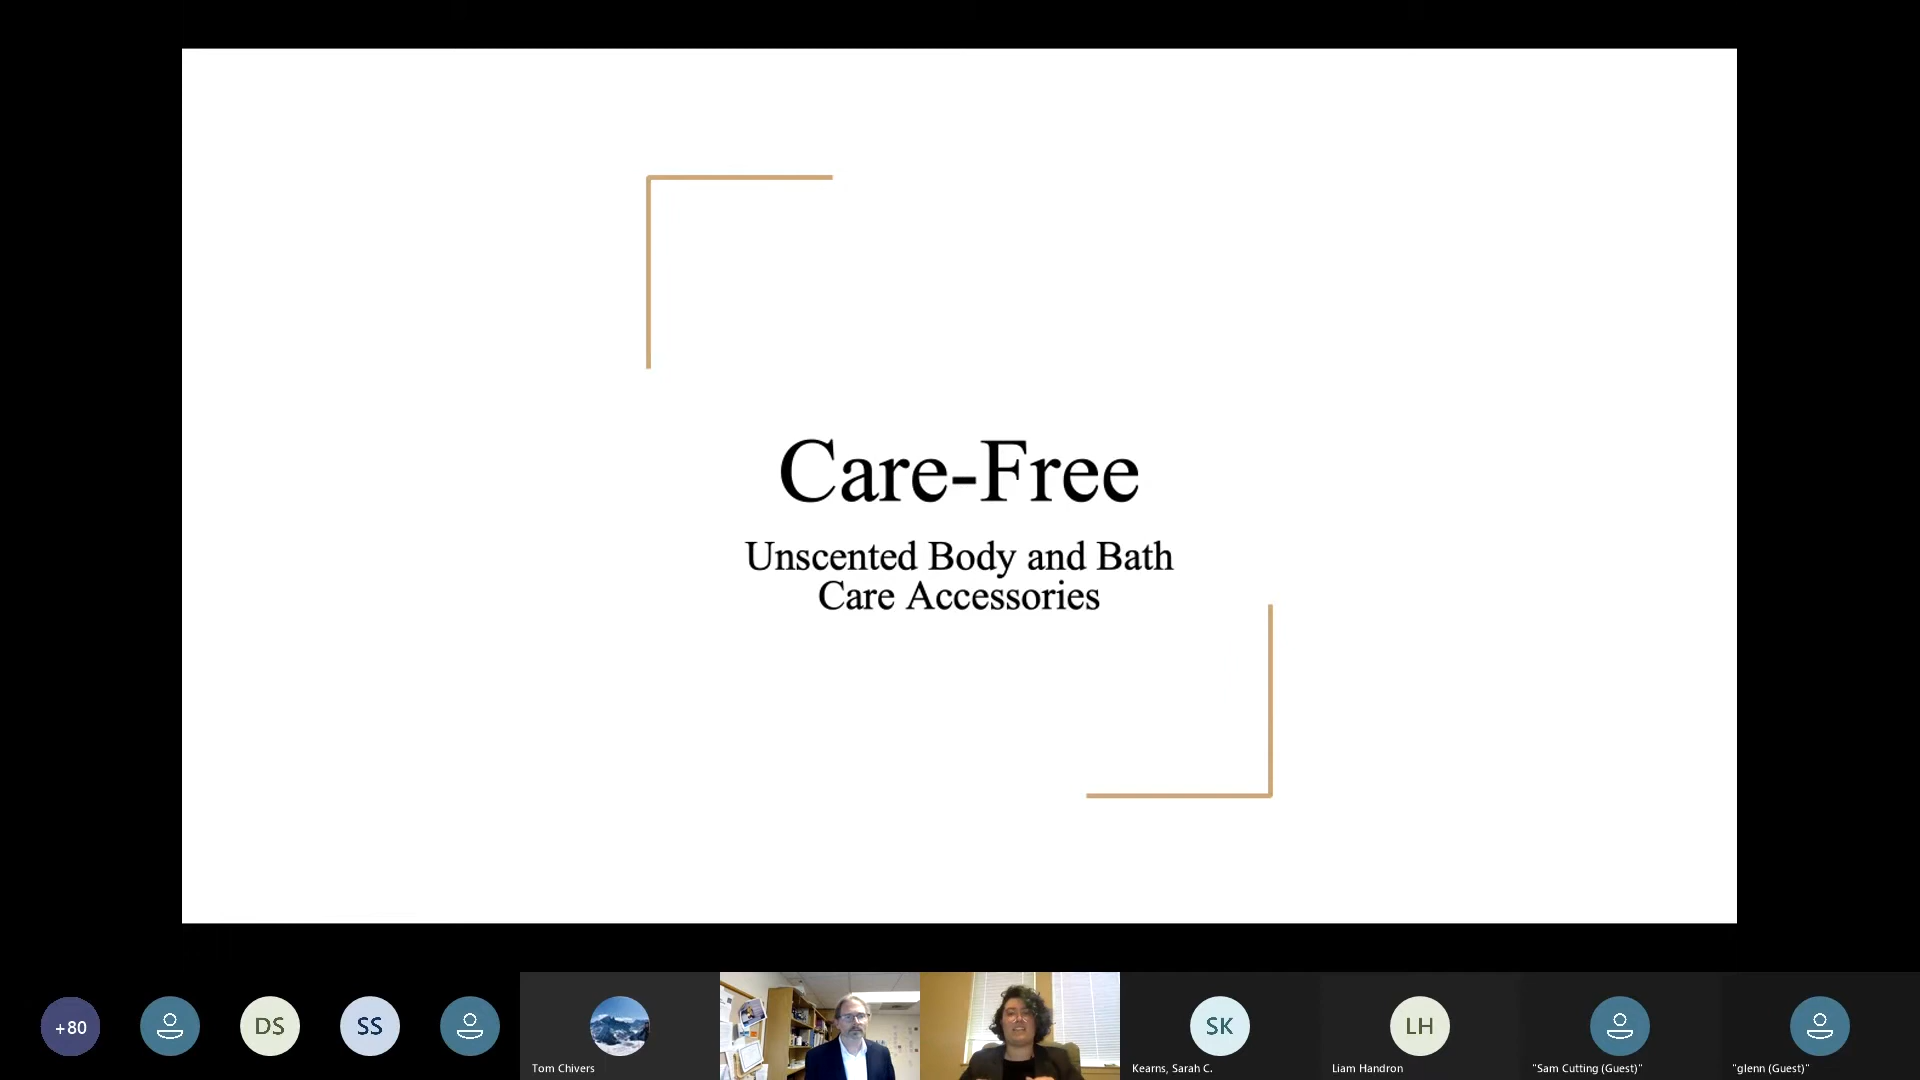 Care-Free
Unscented Body and Bath
Care Accessories
+80
DS
SS
Tom Chivers
SK
Kearns, Sarah C.
LH
Liam Handron
"Sam Cutting (Guest)"
"glenn (Guest)"